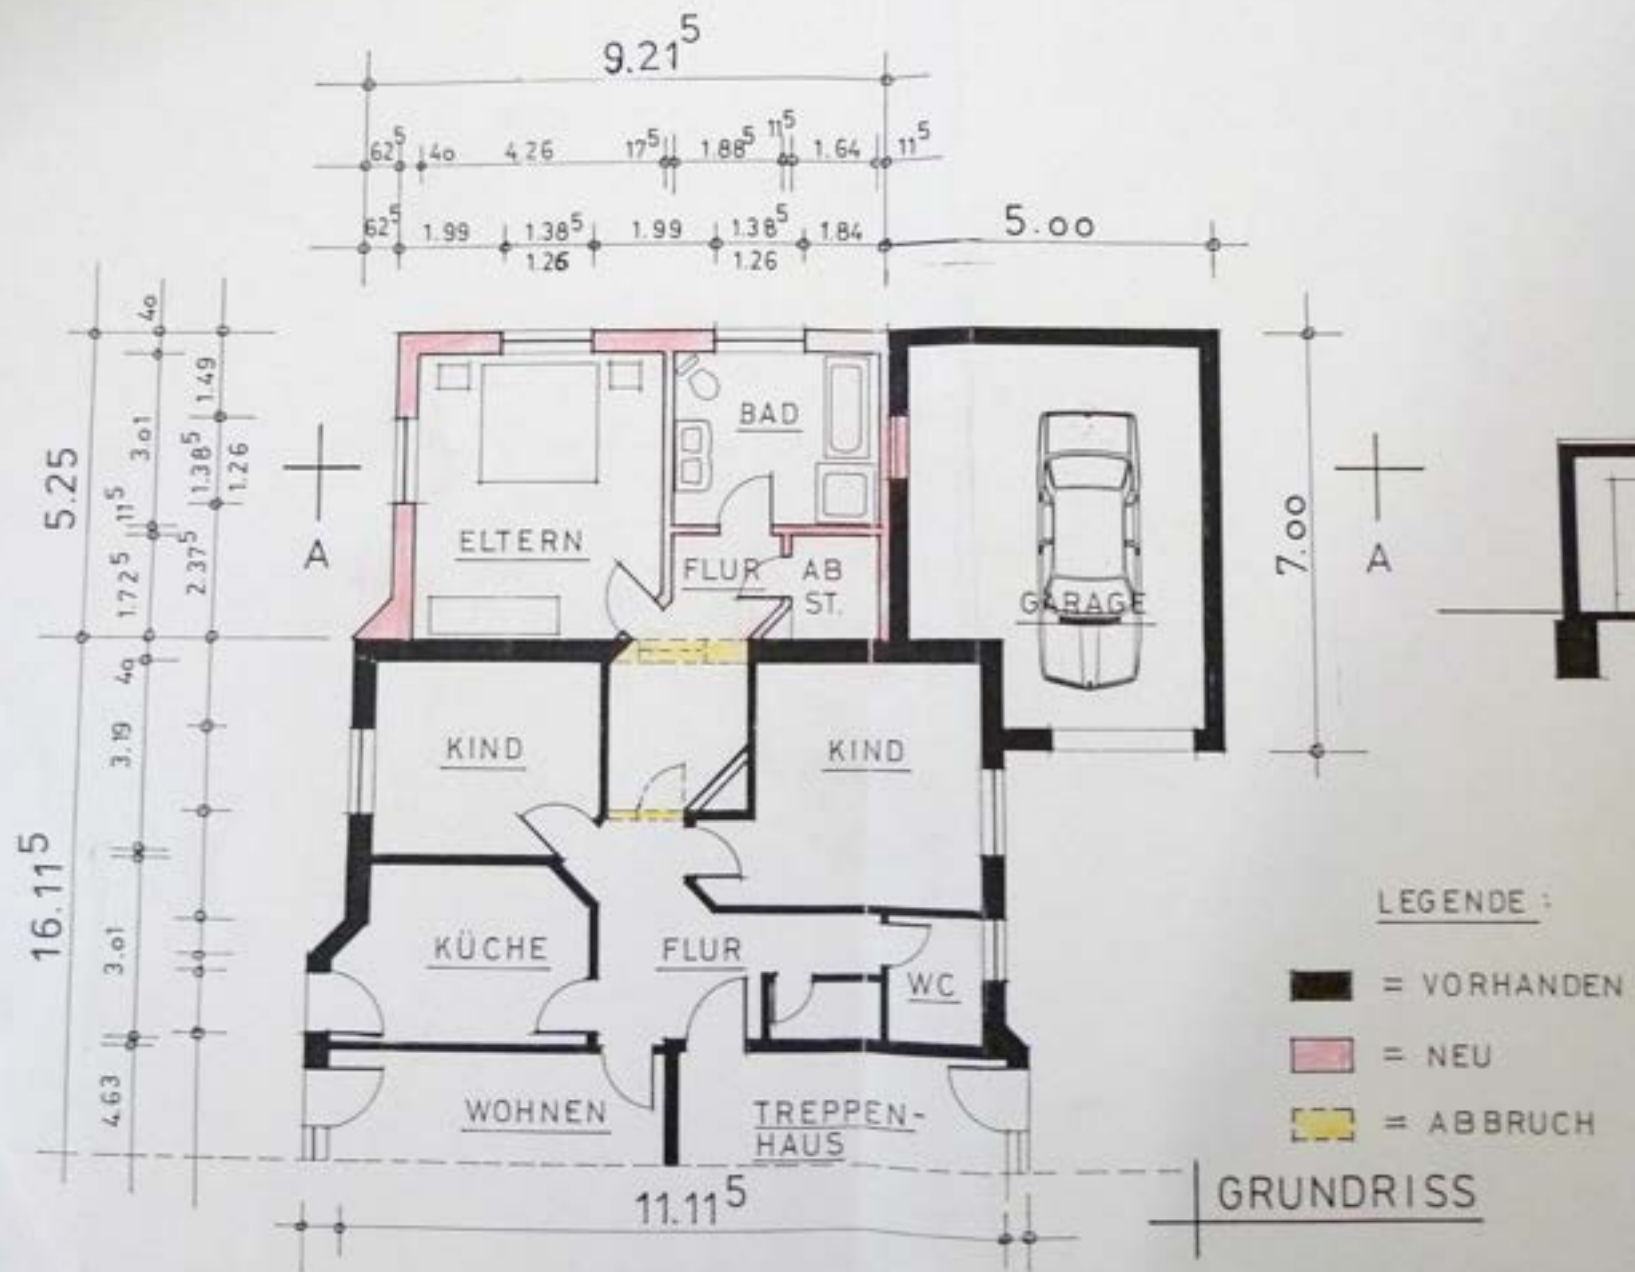 9.21⁵
62⁵ 40 4.26 17⁵ 1.88⁵ 11⁵ 1.64 11⁵
62⁵ 1.99 1.38⁵ 1.99 1.38⁵ 1.84 5.00
1.26 1.26
40
1.49
3.01
1.38⁵
1.26
5.25
11⁵
1.72⁵
2.37⁵
A
BAD
ELTERN
FLUR
AB
ST.
GARAGE
7.00
A
40
3.19
KIND
KIND
16.11⁵
3.01
KÜCHE
FLUR
WC
4.63
WOHNEN
TREPPEN-
HAUS
11.11⁵
LEGENDE :
= VORHANDEN
= NEU
= ABBRUCH
GRUNDRISS